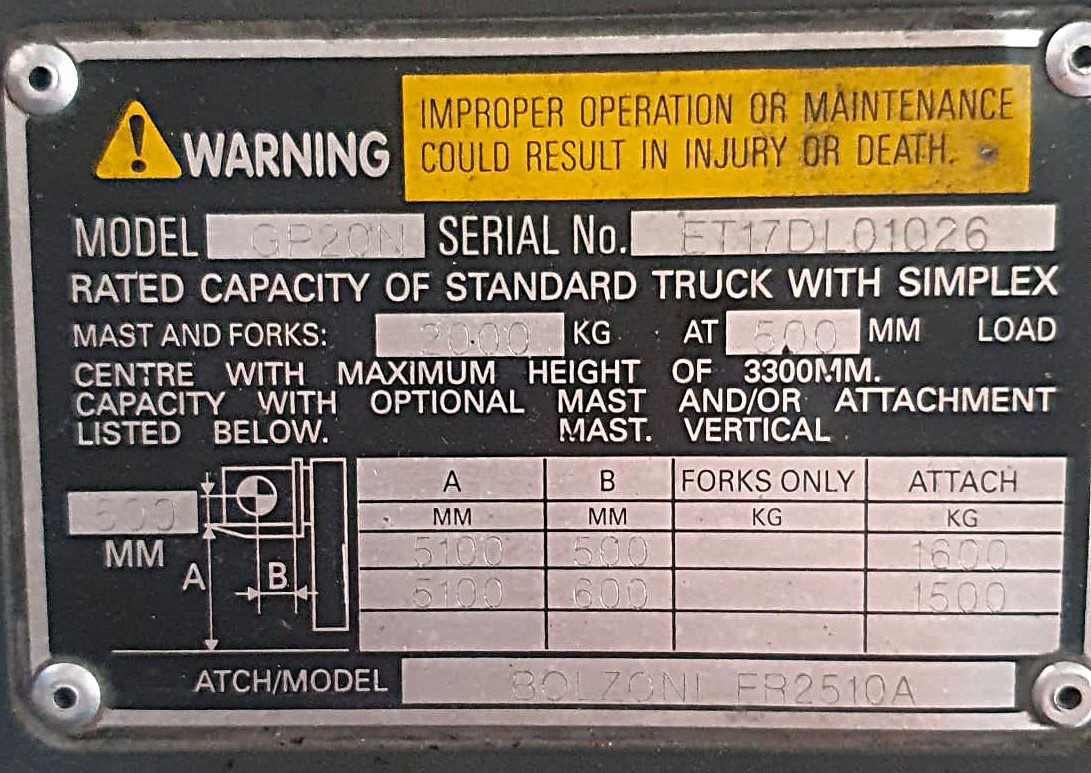 WARNING
IMPROPER OPERATION OR MAINTENANCE
COULD RESULT IN INJURY OR DEATH.
MODEL GP20N SERIAL No. ET17DL01026
RATED CAPACITY OF STANDARD TRUCK WITH SIMPLEX
MAST AND FORKS: 2000 KG AT 500 MM LOAD
CENTRE WITH MAXIMUM HEIGHT OF 3300MM.
CAPACITY WITH OPTIONAL MAST AND/OR ATTACHMENT
LISTED BELOW. MAST. VERTICAL
500
MM
A
B
A B FORKS ONLY ATTACH
MM MM KG KG
5100 500 1600
5100 600 1500
ATCH/MODEL BOLZONI FR2510A